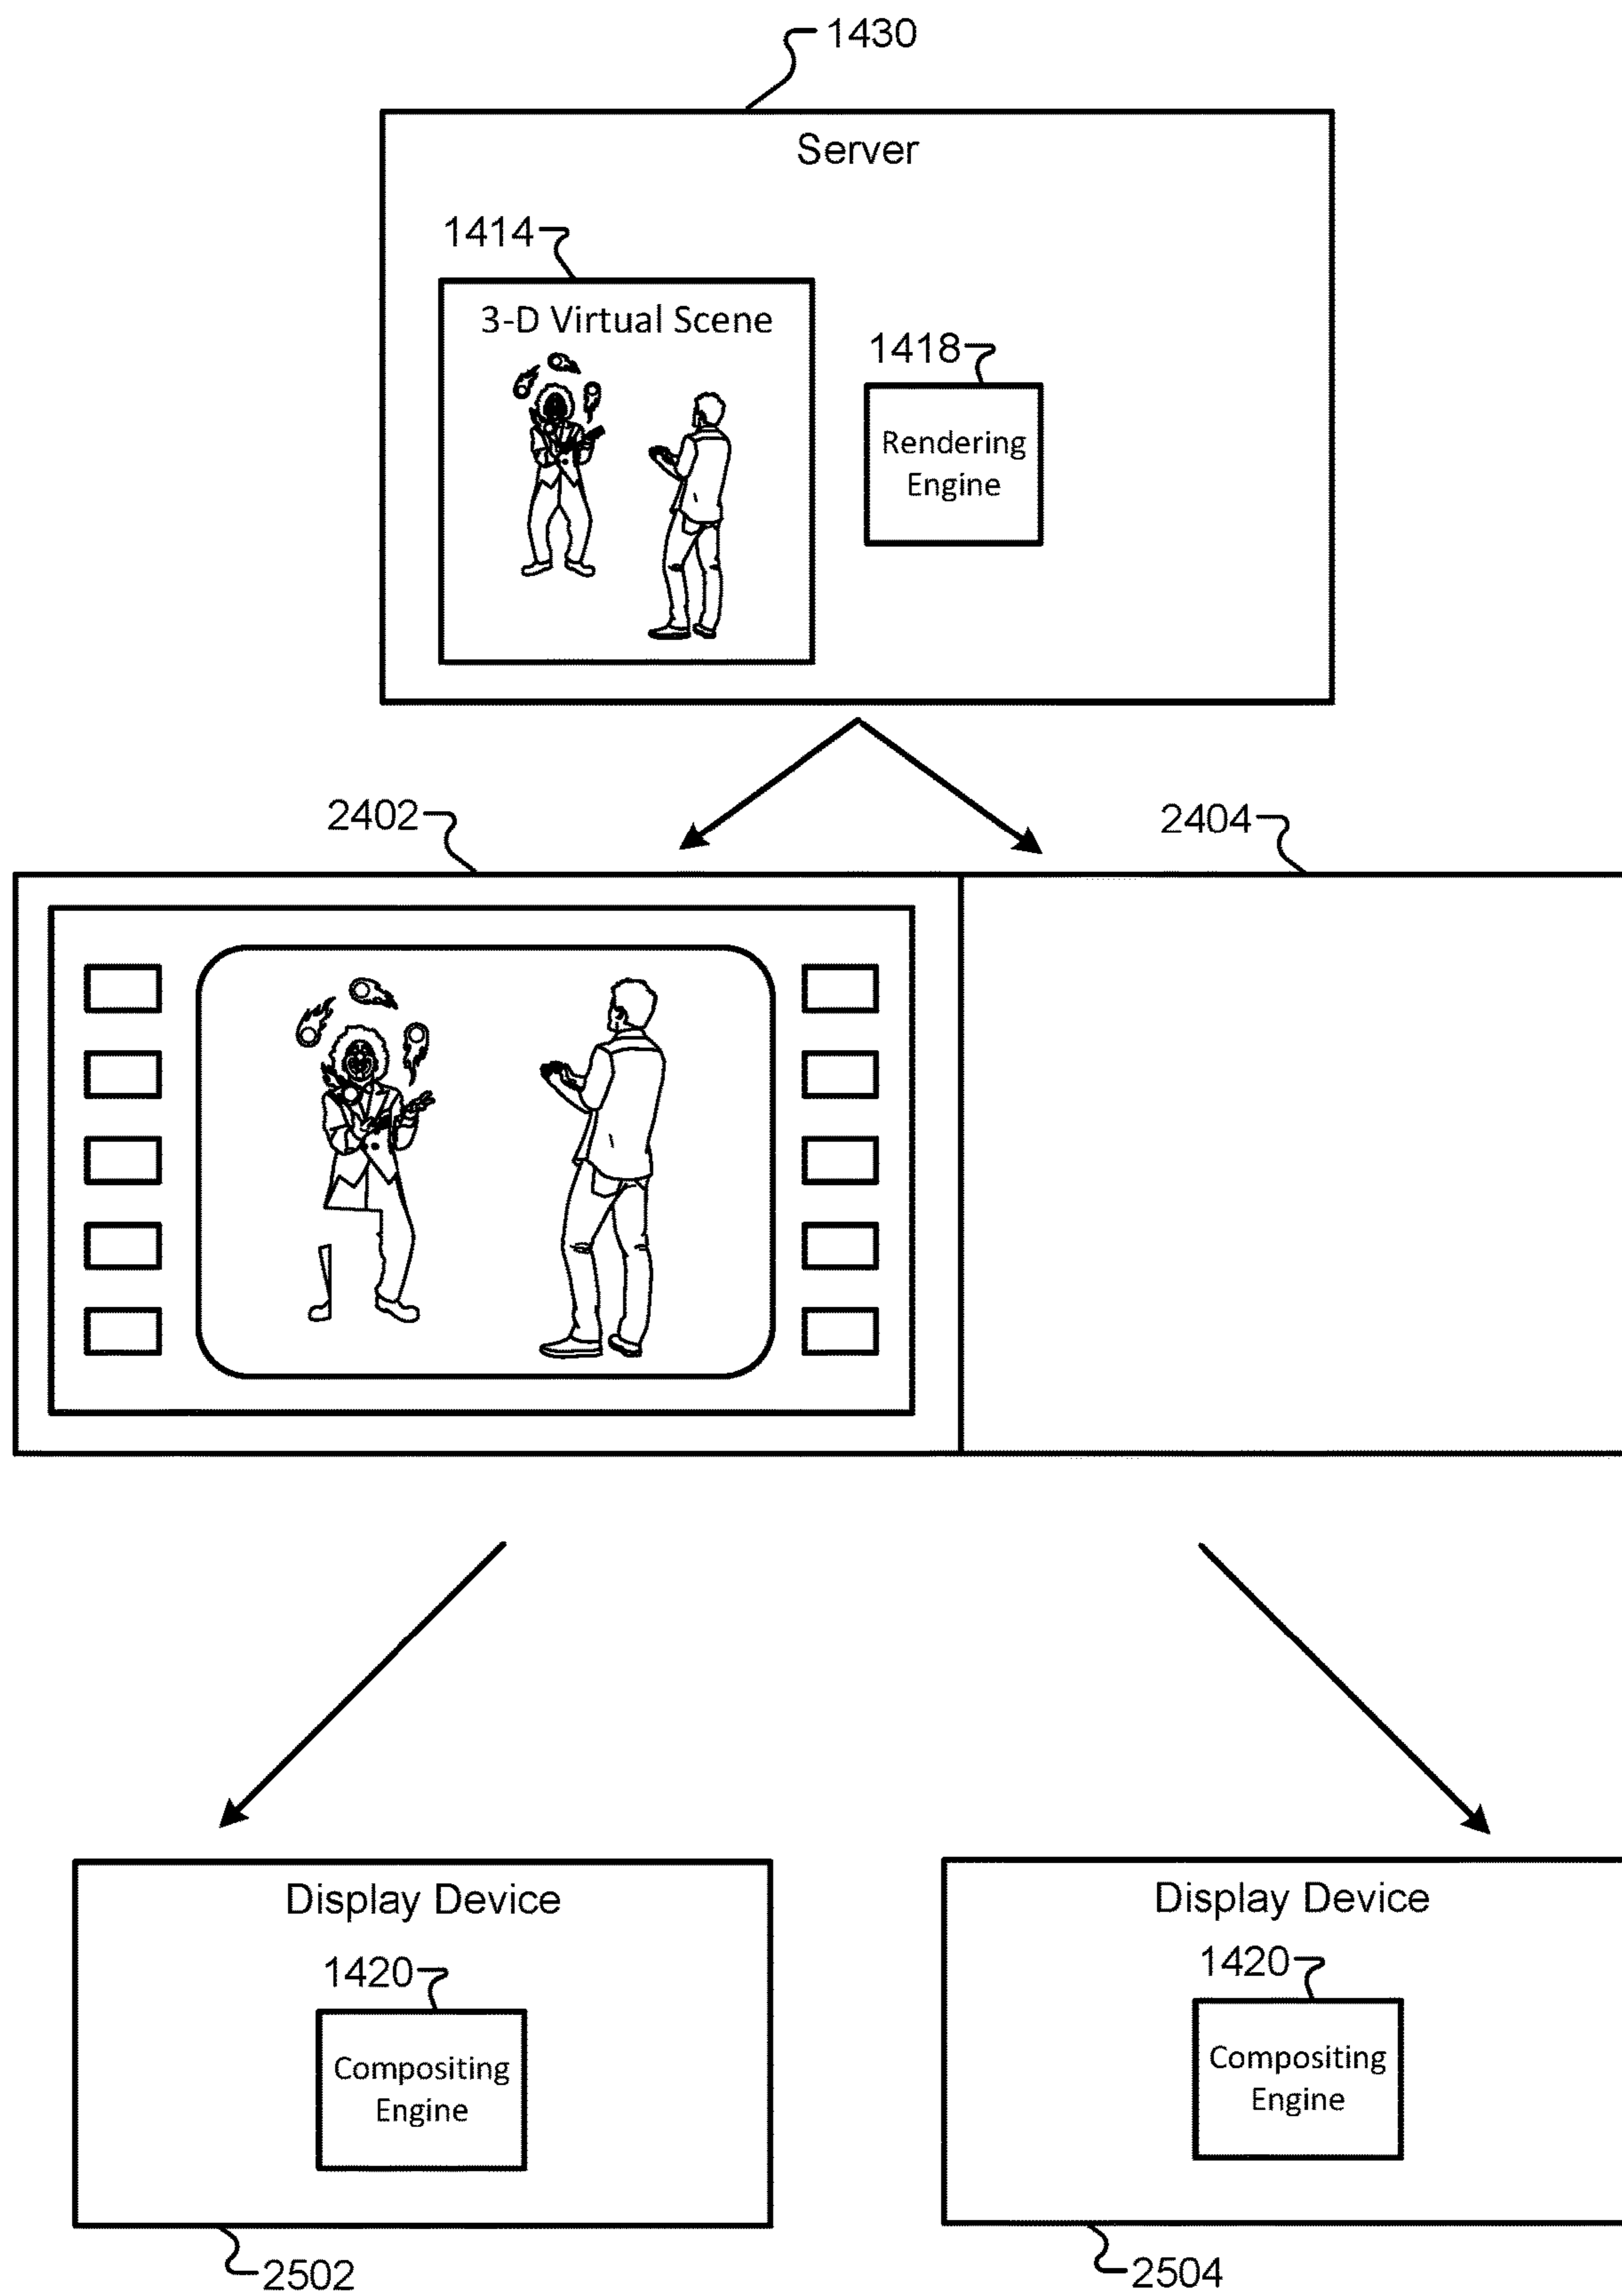 1430
Server
1414
3-D Virtual Scene
1418
Rendering
Engine
2402
2404
Display Device
1420
Compositing
Engine
2502
Display Device
1420
Compositing
Engine
2504